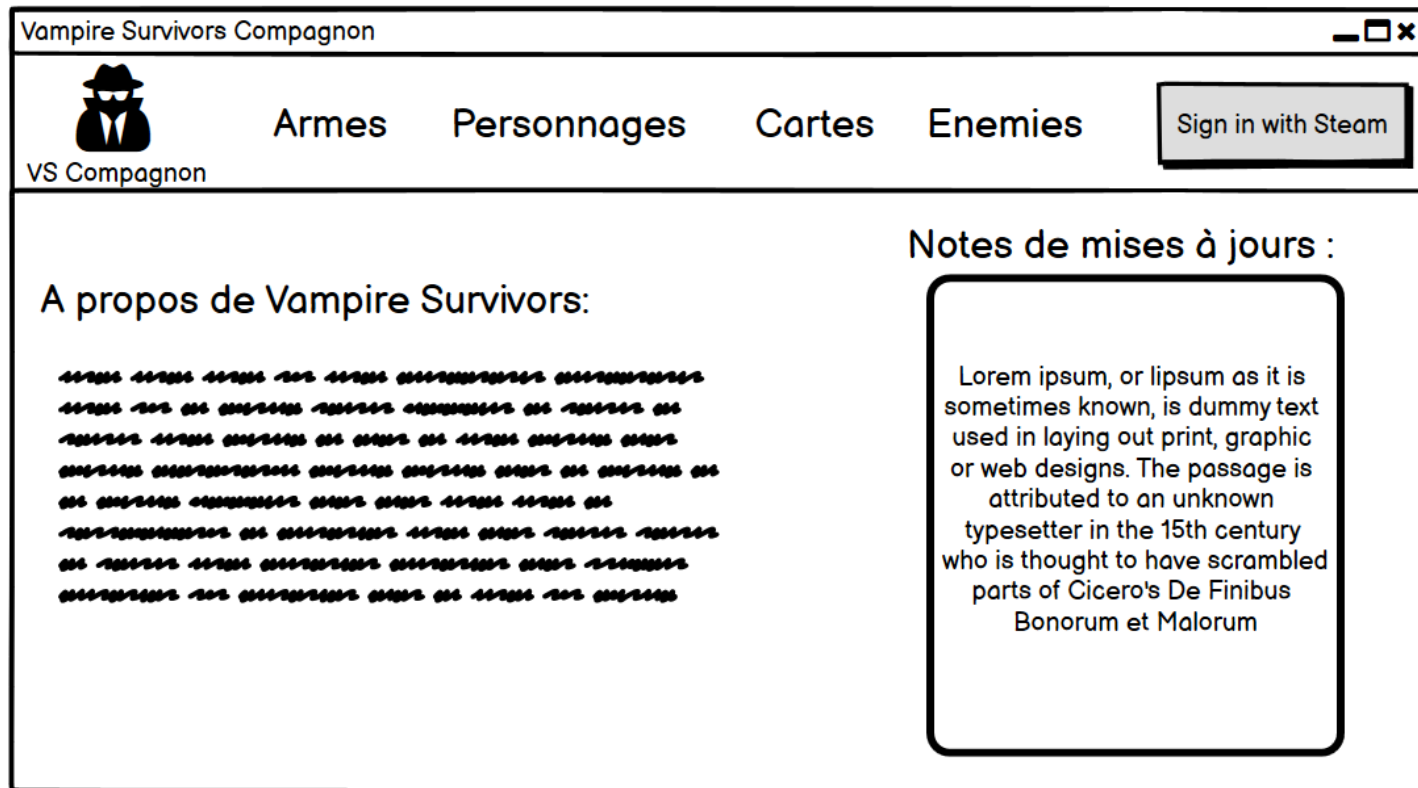 Vampire Survivors Compagnon
VS Compagnon
Armes
Personnages
Cartes
Enemies
Sign in with Steam
A propos de Vampire Survivors:
Notes de mises à jours :
Lorem ipsum, or lipsum as it is
sometimes known, is dummy text
used in laying out print, graphic
or web designs. The passage is
attributed to an unknown
typesetter in the 15th century
who is thought to have scrambled
parts of Cicero's De Finibus
Bonorum et Malorum